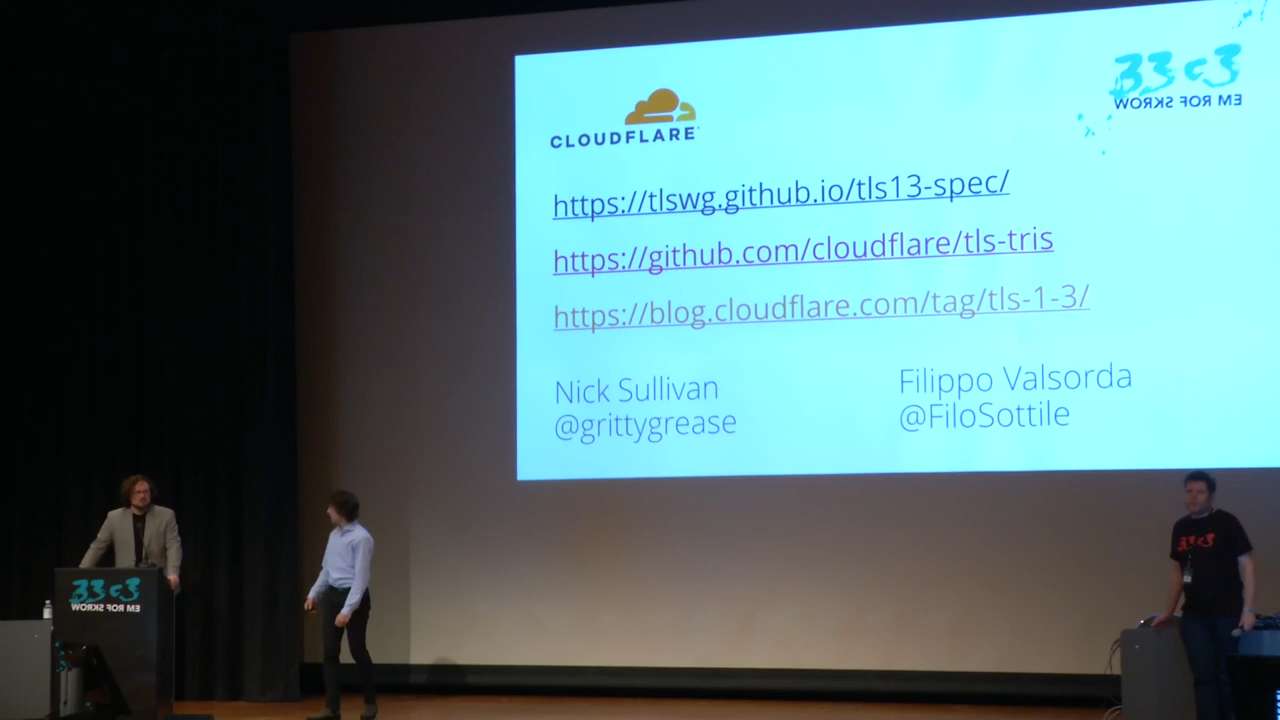 CLOUDFLARE
33c3
WORKS FOR ME
https://tlswg.github.io/tls13-spec/
https://github.com/cloudflare/tls-tris
https://blog.cloudflare.com/tag/tls-1-3/
Nick Sullivan
@grittygrease
Filippo Valsorda
@FiloSottile
33c3
WORKS FOR ME
33c3